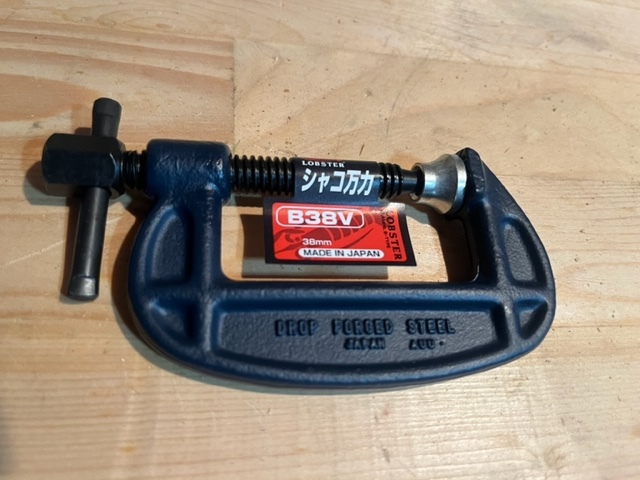 LOBSTER
シャコ万力
B38V
38mm
MADE IN JAPAN
LOBSTER
DROP FORGED STEEL
JAPAN